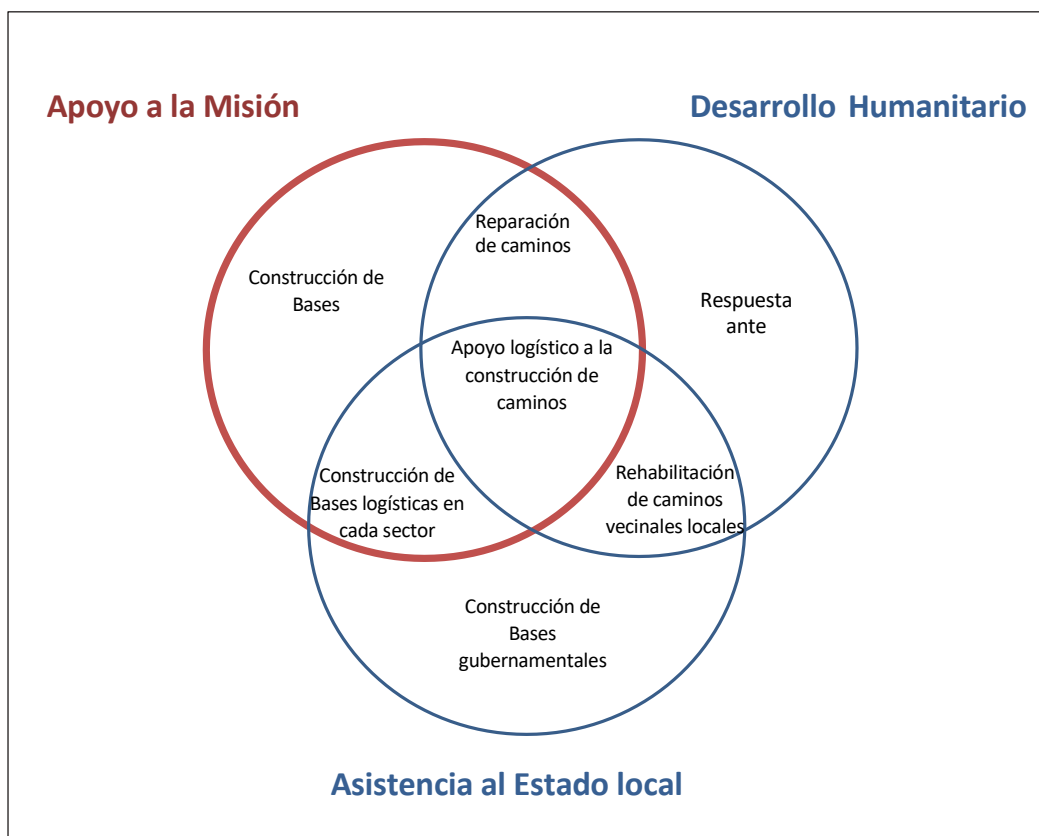 Apoyo a la Misión
Desarrollo Humanitario
Reparación
de caminos
Construcción de
Bases
Respuesta
ante
Apoyo logístico a la
construcción de
caminos
Construcción de
Bases logísticas en
cada sector
Rehabilitación
de caminos
vecinales locales
Construcción de
Bases
gubernamentales
Asistencia al Estado local